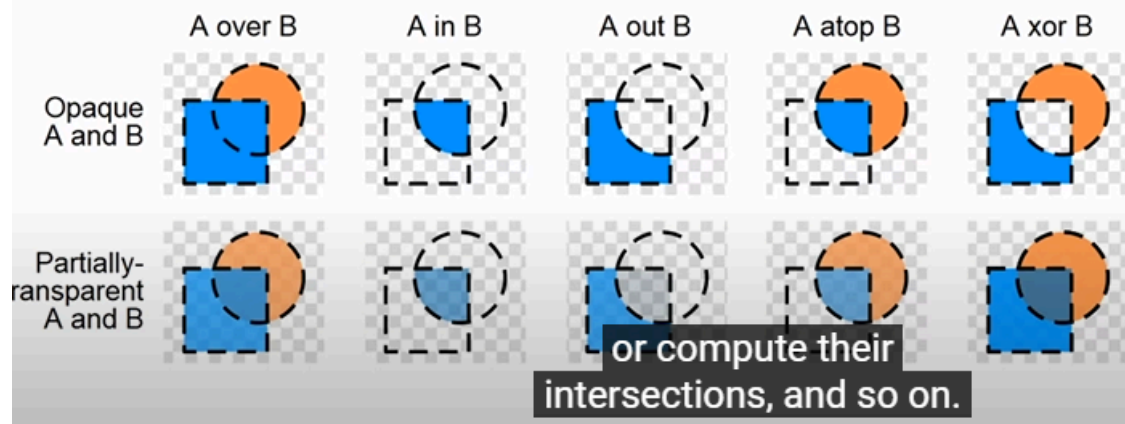 A over B
A in B
A out B
A atop B
A xor B
Opaque
A and B
Partially-
ransparent
A and B
or compute their
intersections, and so on.